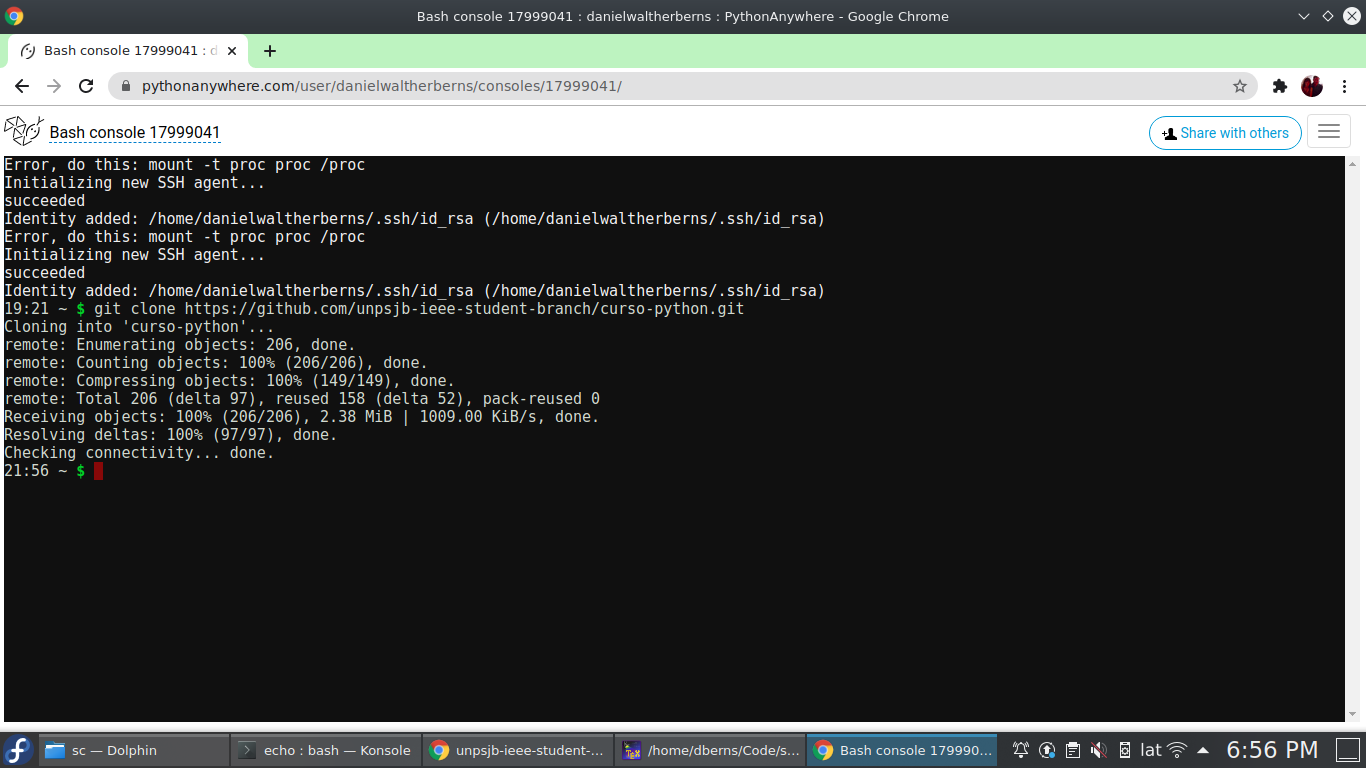 Bash console 17999041 : danielwaltherberns : PythonAnywhere - Google Chrome
Bash console 17999041 : d
pythonanywhere.com/user/danielwaltherberns/consoles/17999041/
Bash console 17999041
Share with others
Error, do this: mount -t proc proc /proc
Initializing new SSH agent...
succeeded
Identity added: /home/danielwaltherberns/.ssh/id_rsa (/home/danielwaltherberns/.ssh/id_rsa)
Error, do this: mount -t proc proc /proc
Initializing new SSH agent...
succeeded
Identity added: /home/danielwaltherberns/.ssh/id_rsa (/home/danielwaltherberns/.ssh/id_rsa)
19:21 ~ $ git clone https://github.com/unpsjb-ieee-student-branch/curso-python.git
Cloning into 'curso-python'...
remote: Enumerating objects: 206, done.
remote: Counting objects: 100% (206/206), done.
remote: Compressing objects: 100% (149/149), done.
remote: Total 206 (delta 97), reused 158 (delta 52), pack-reused 0
Receiving objects: 100% (206/206), 2.38 MiB | 1009.00 KiB/s, done.
Resolving deltas: 100% (97/97), done.
Checking connectivity... done.
21:56 ~ $
sc — Dolphin
echo : bash — Konsole
unpsjb-ieee-student-...
/home/dberns/Code/s...
Bash console 179990...
lat
6:56 PM